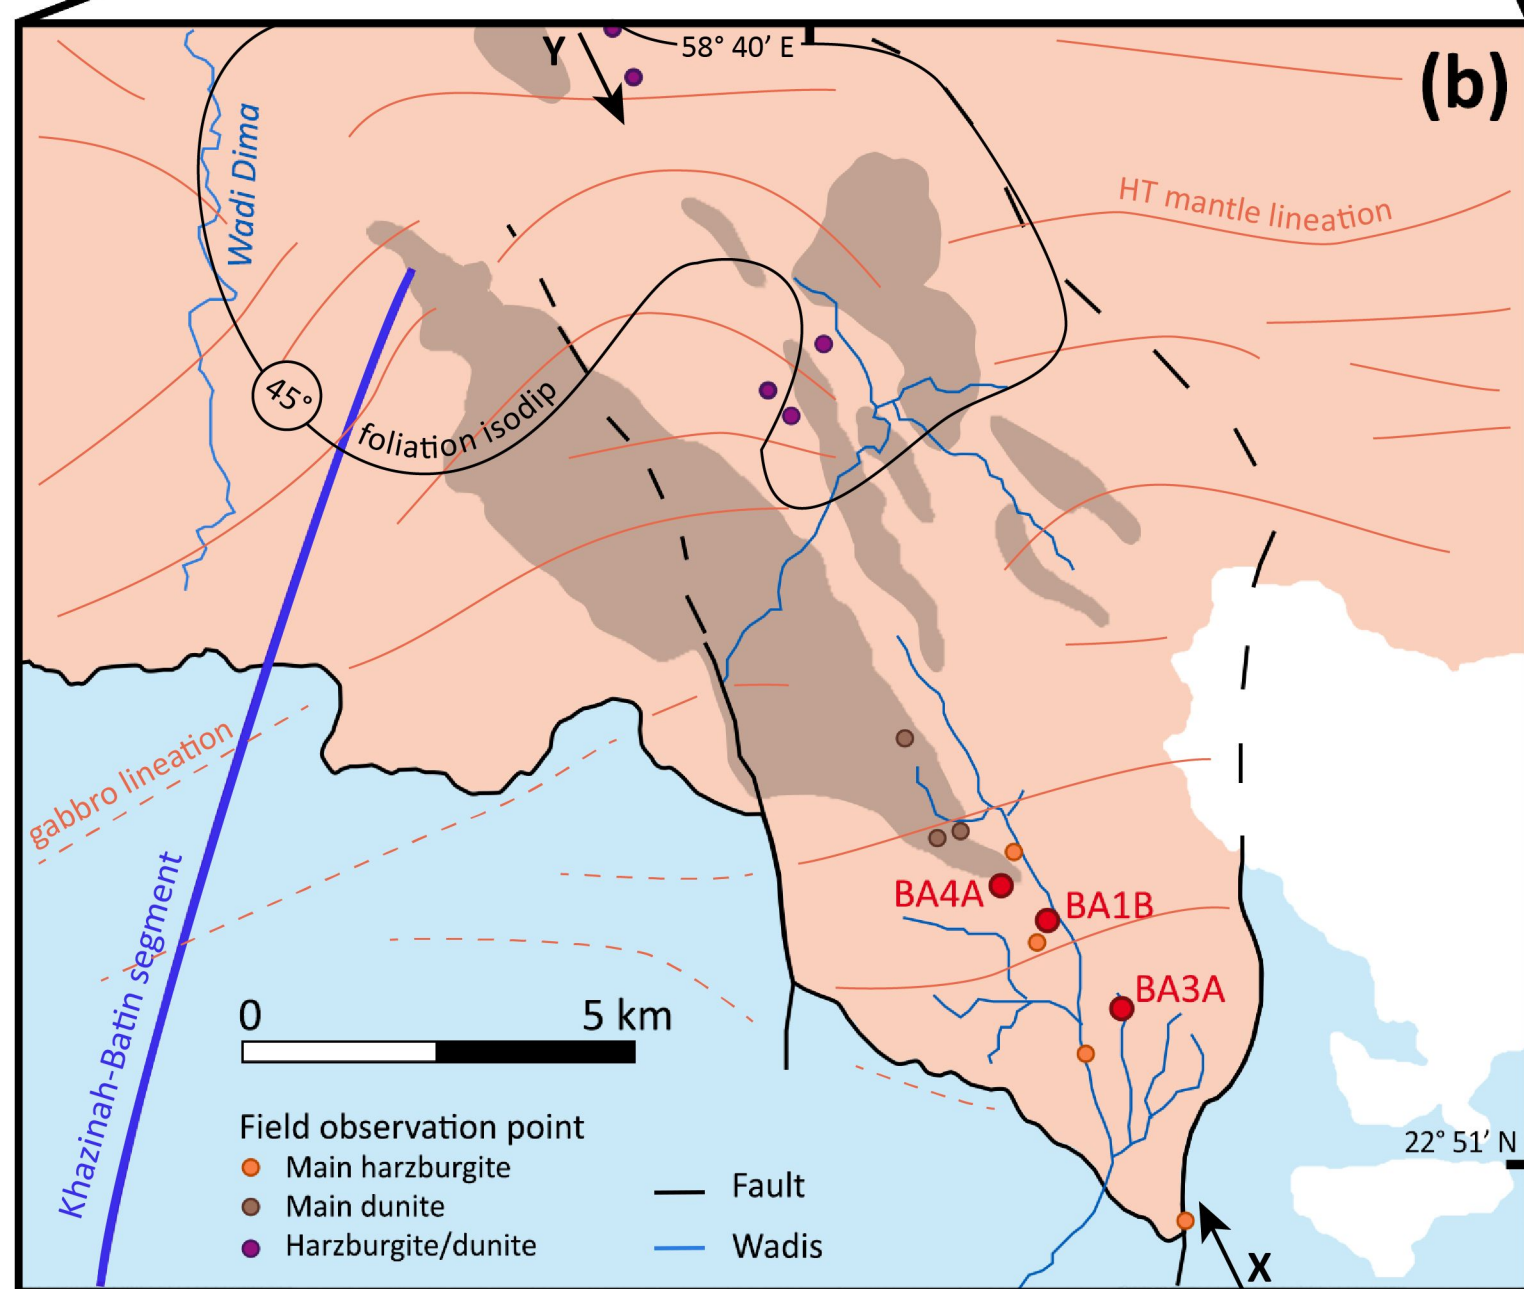 Y
58° 40’ E
(b)
Wadi Dima
HT mantle lineation
45°
foliation isodip
gabbro lineation
BA4A
BA1B
BA3A
Khazinah-Batin segment
0
5 km
Field observation point
Main harzburgite
Main dunite
Harzburgite/dunite
Fault
Wadis
22° 51’ N
X